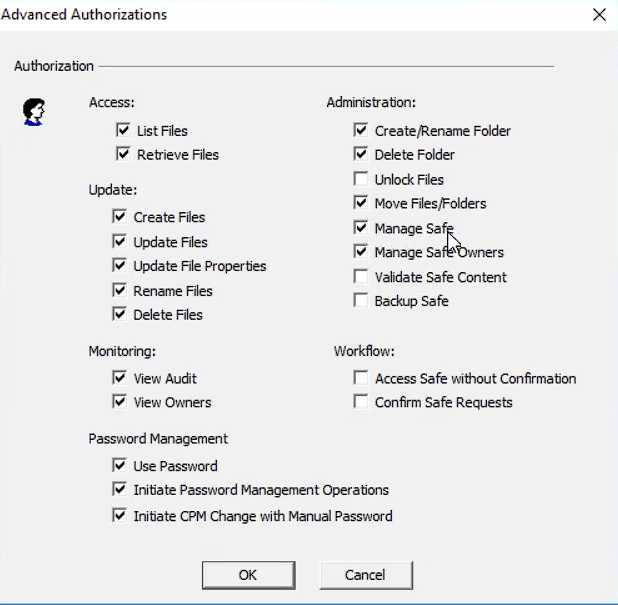 Advanced Authorizations
Authorization
Access:
List Files
Retrieve Files
Update:
Create Files
Update Files
Update File Properties
Rename Files
Delete Files
Monitoring:
View Audit
View Owners
Password Management
Use Password
Initiate Password Management Operations
Initiate CPM Change with Manual Password
Administration:
Create/Rename Folder
Delete Folder
Unlock Files
Move Files/Folders
Manage Safe
Manage Safe Owners
Validate Safe Content
Backup Safe
Workflow:
Access Safe without Confirmation
Confirm Safe Requests
OK
Cancel